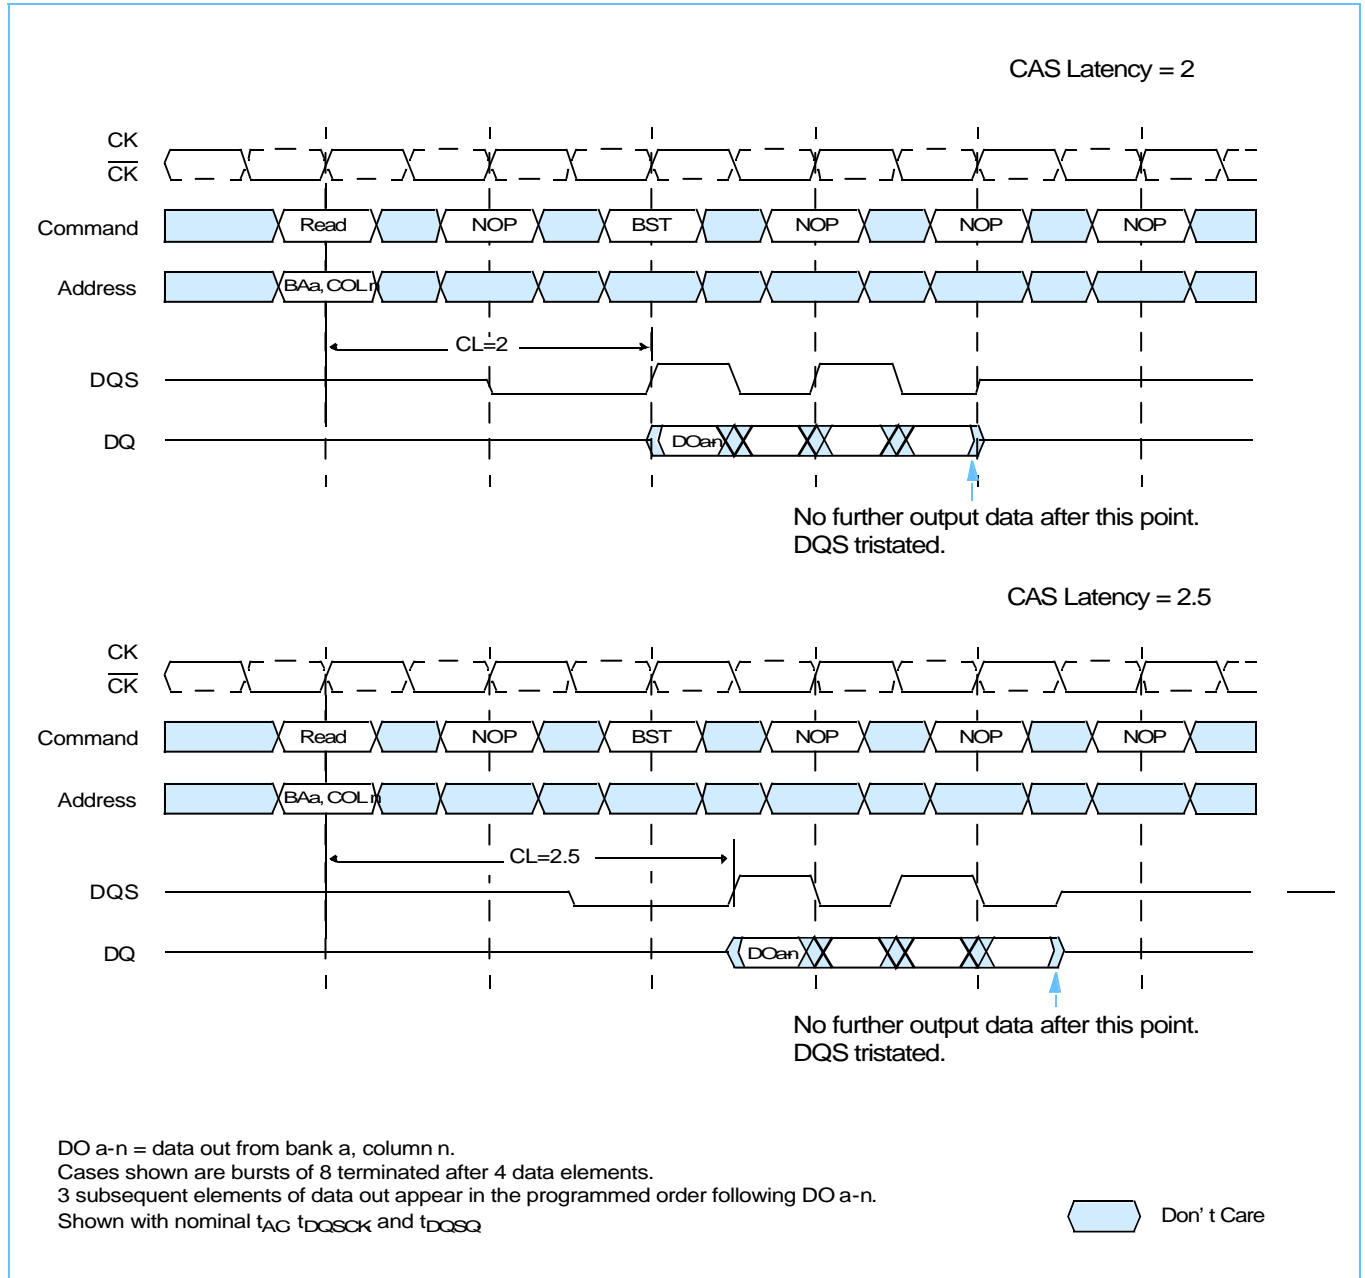 CAS Latency = 2
CK
CK
Command Read NOP BST NOP NOP NOP
Address BAa, COL n
CL=2
DQS
DQ DOa-n
No further output data after this point.
DQS tristated.
CAS Latency = 2.5
CK
CK
Command Read NOP BST NOP NOP NOP
Address BAa, COL n
CL=2.5
DQS
DQ DOa-n
No further output data after this point.
DQS tristated.
DO a-n = data out from bank a, column n.
Cases shown are bursts of 8 terminated after 4 data elements.
3 subsequent elements of data out appear in the programmed order following DO a-n.
Shown with nominal tAC, tDQSCK, and tDQSQ.
Don't Care